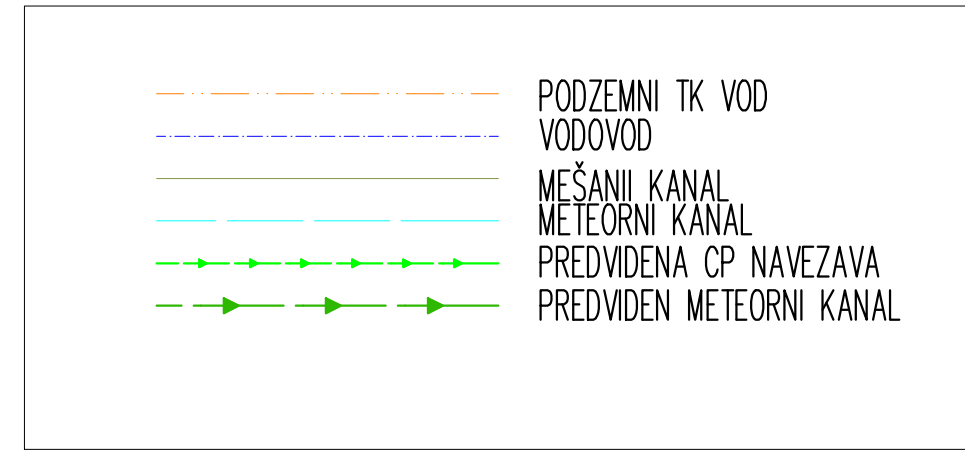 PODZEMNI TK VOD
VODOVOD
MEŠANII KANAL
METEORNI KANAL
PREDVIDENA CP NAVEZAVA
PREDVIDEN METEORNI KANAL